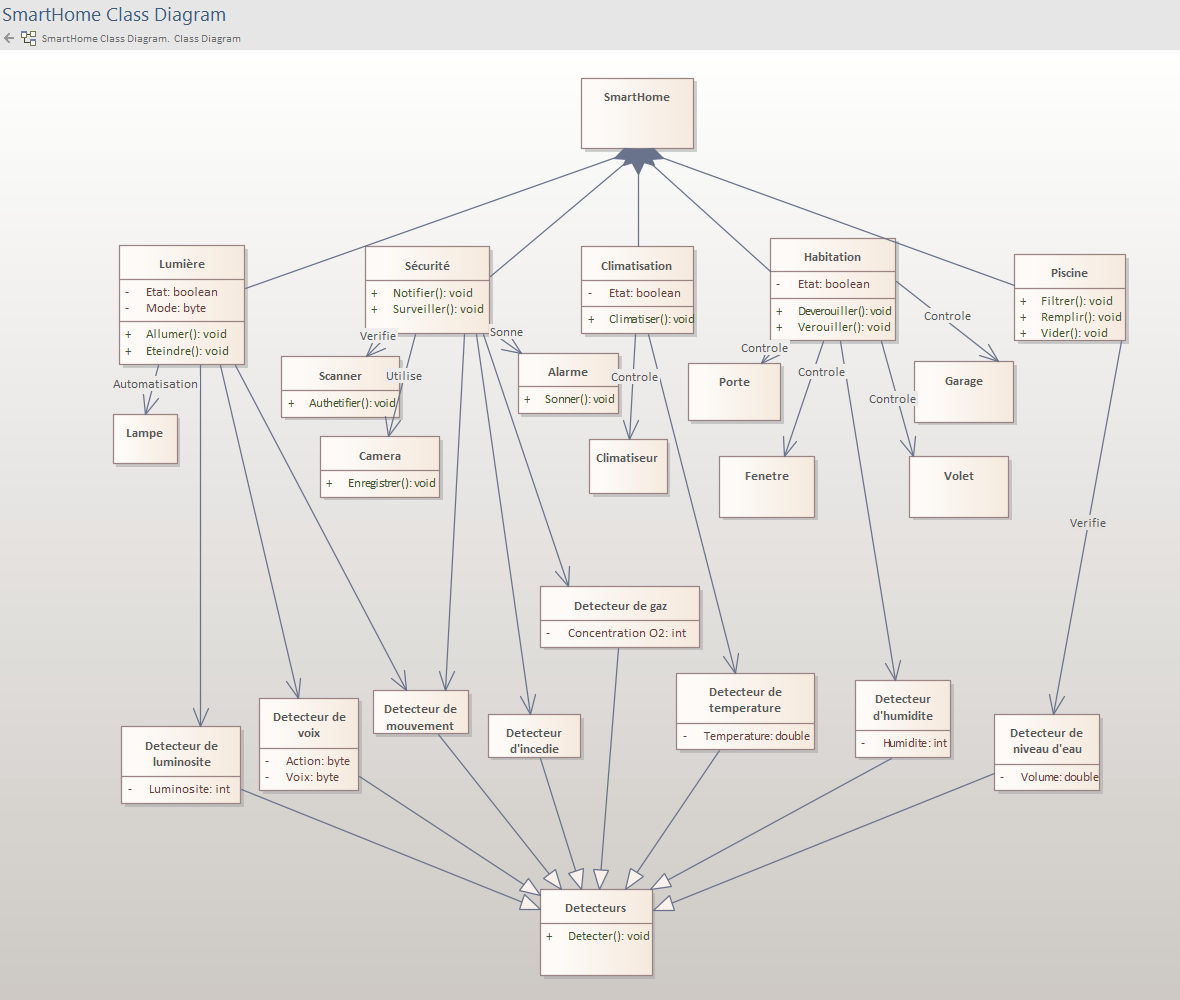 SmartHome Class Diagram
SmartHome Class Diagram. Class Diagram
SmartHome
Lumière
- Etat: boolean
- Mode: byte
+ Allumer(): void
+ Eteindre(): void
Sécurité
+ Notifier(): void
+ Surveiller(): void
Climatisation
- Etat: boolean
+ Climatiser(): void
Habitation
- Etat: boolean
+ Deverouiller(): void
+ Verouiller(): void
Piscine
+ Filtrer(): void
+ Remplir(): void
+ Vider(): void
Controle
Verifie
Sonne
Controle
Automatisation
Utilise
Controle
Controle
Controle
Scanner
+ Authetifier(): void
Alarme
+ Sonner(): void
Porte
Garage
Lampe
Camera
+ Enregistrer(): void
Climatiseur
Fenetre
Volet
Verifie
Detecteur de gaz
- Concentration O2: int
Detecteur de
luminosite
- Luminosite: int
Detecteur de
voix
- Action: byte
- Voix: byte
Detecteur de
mouvement
Detecteur
d'incedie
Detecteur de
temperature
- Temperature: double
Detecteur
d'humidite
- Humidite: int
Detecteur de
niveau d'eau
- Volume: double
Detecteurs
+ Detecter(): void